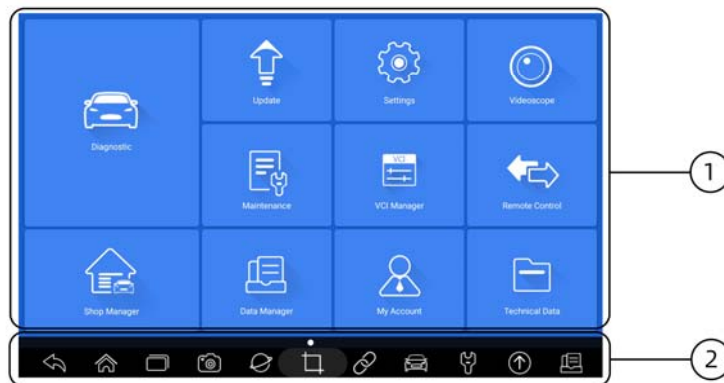 Update
Settings
Videoscope
Diagnostic
VCI
Maintenance
VCI Manager
Remote Control
1
Shop Manager
Data Manager
My Account
Technical Data
2